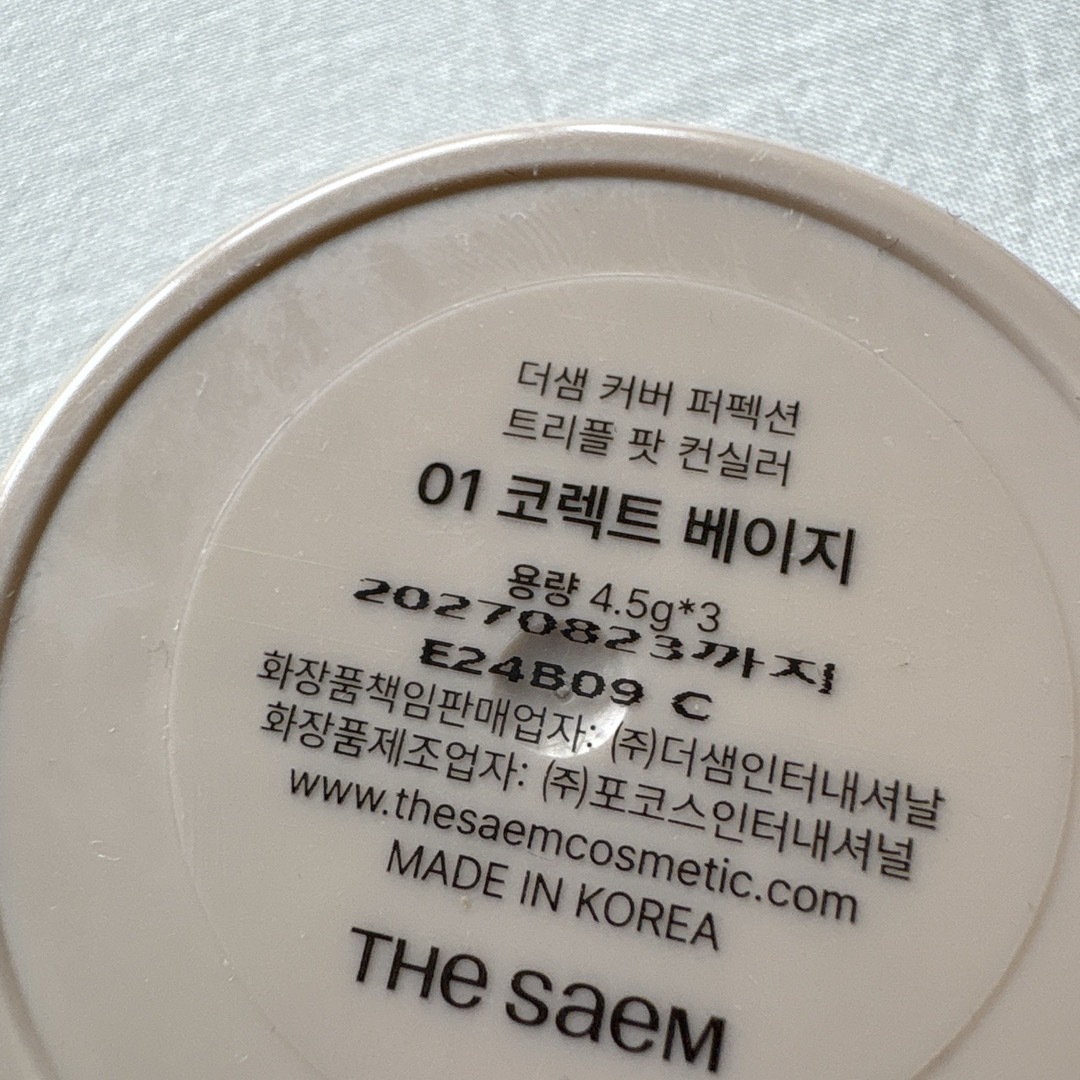 더샘 커버 퍼펙션
트리플 팟 컨실러
01 코렉트 베이지
용량 4.5g*3
20270823까지
E24B09 C
화장품책임판매업자: ㈜더샘인터내셔날
화장품제조업자: ㈜포코스인터내셔널
www.thesaemcosmetic.com
MADE IN KOREA
THe SaeM